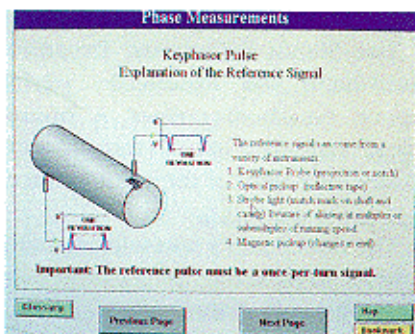 Phase Measurements
Keyphasor Pulse
Explanation of the Reference Signal
ONE
REVOLUTION
The reference signal can come from a
variety of instruments.
1. Keyphasor Probe (projection or notch)
2. Optical pickup (reflective tape)
3. Strobe light (match mark on shaft and
Beware of at multiples or
submultiples of running speed.
4. Magnetic pickup (changes in
ONE
REVOLUTION
Important: The reference pulse must be a once-per-turn signal.
Glossary
Previous Page
Next Page
Map
Bookmark